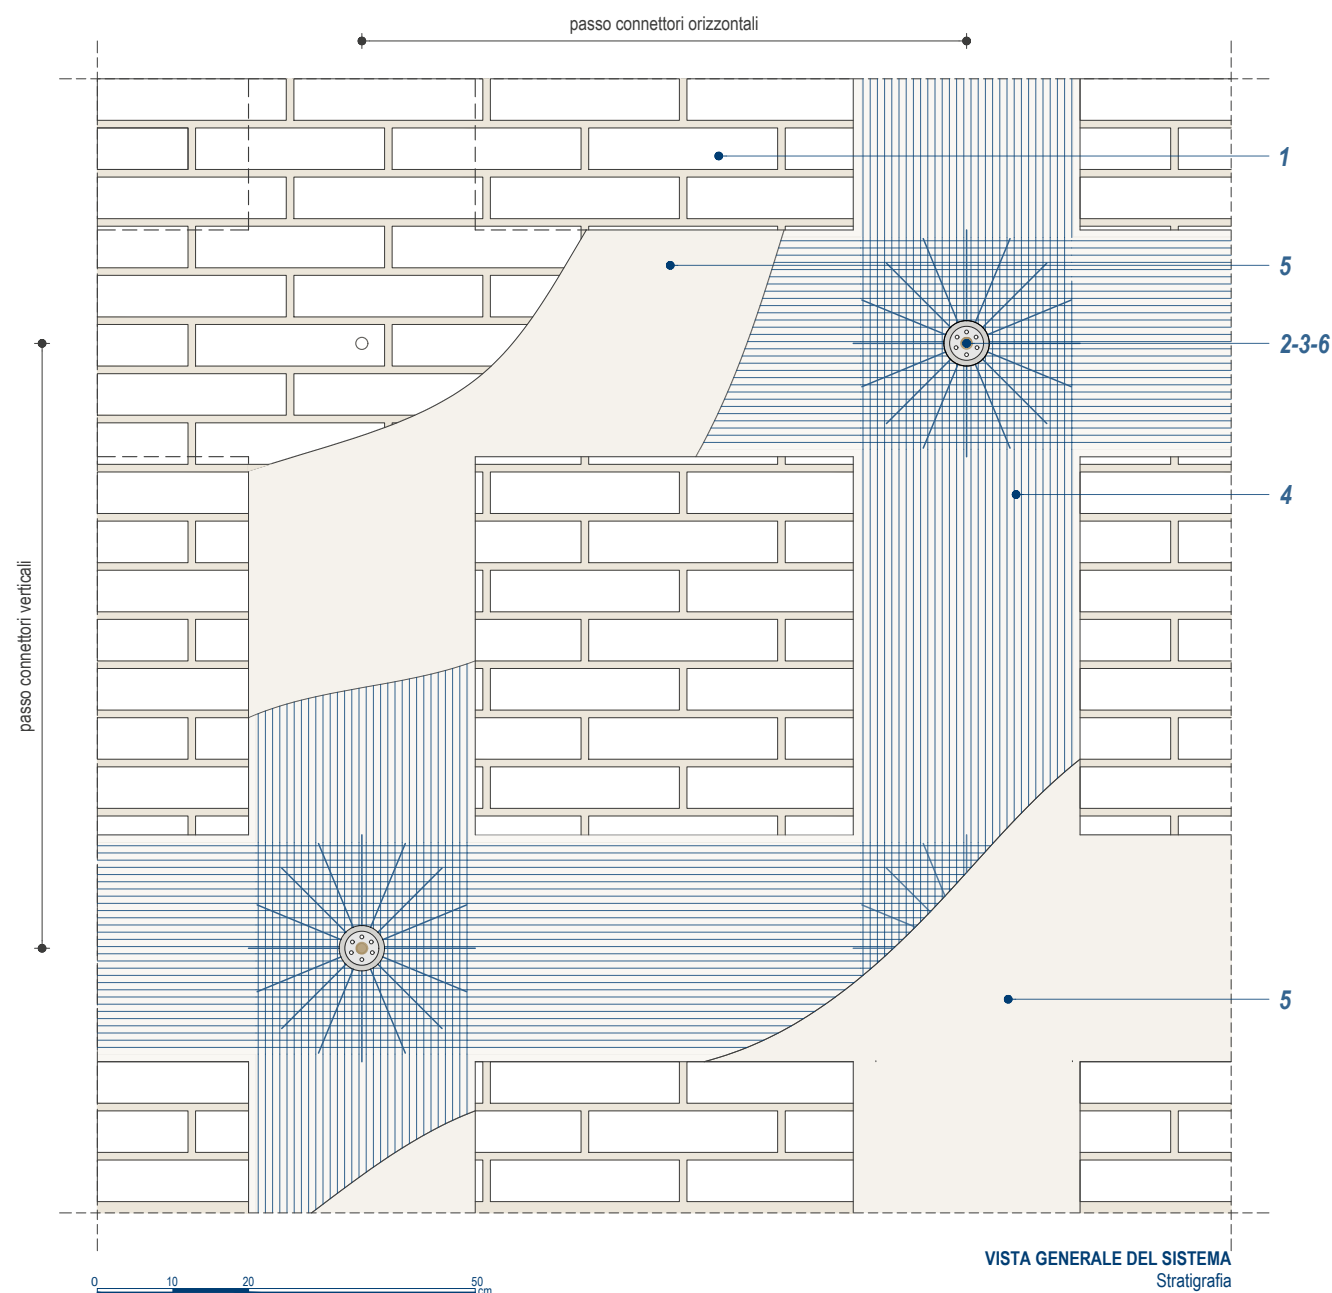 passo connettori orizzontali
1
5
2-3-6
4
passo connettori verticali
5
VISTA GENERALE DEL SISTEMA
Stratigrafia
0 10 20 50
cm